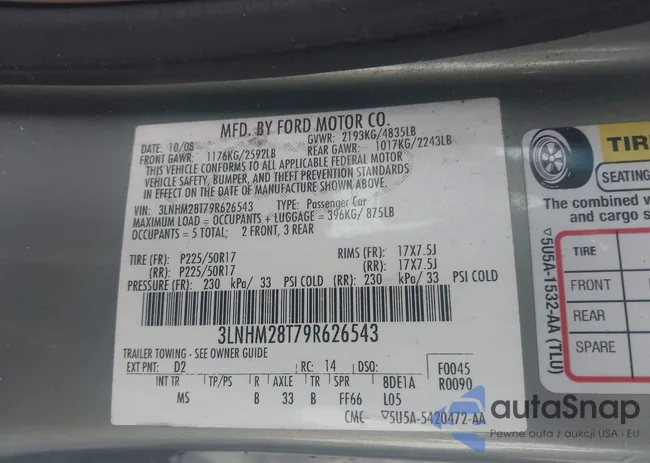 MFD. BY FORD MOTOR CO.
DATE: 10/08 GVWR: 2193KG/4835LB
FRONT GAWR: 1176KG/2592LB REAR GAWR: 1017KG/2243LB
THIS VEHICLE CONFORMS TO ALL APPLICABLE FEDERAL MOTOR
VEHICLE SAFETY, BUMPER, AND THEFT PREVENTION STANDARDS
IN EFFECT ON THE DATE OF MANUFACTURE SHOWN ABOVE.
VIN: 3LNHM28T79R626543 TYPE: Passenger Car
MAXIMUM LOAD = OCCUPANTS + LUGGAGE = 396KG/ 875LB
OCCUPANTS = 5 TOTAL; 2 FRONT, 3 REAR
TIRE (FR): P225/50R17 RIMS (FR): 17X7.5J
(RR): P225/50R17 (RR): 17X7.5J
PRESSURE (FR): 230 kPa/ 33 PSI COLD (RR): 230 kPa/ 33 PSI COLD
3LNHM28T79R626543
TRAILER TOWING - SEE OWNER GUIDE
EXT PNT: D2 RC: 14 DSO: F0045
R0090
INT TR TP/PS R AXLE TR SPR 8DE1A
MS B 33 B FF66 L05
CMC ▽5U5A-5420472-AA
TIRE
SEATING
The combined
and cargo
▽5U5A-1532-AA (TLU)
TIRE
FRONT
REAR
SPARE
autoSnap
Pewne auta z aukcji USA i EU